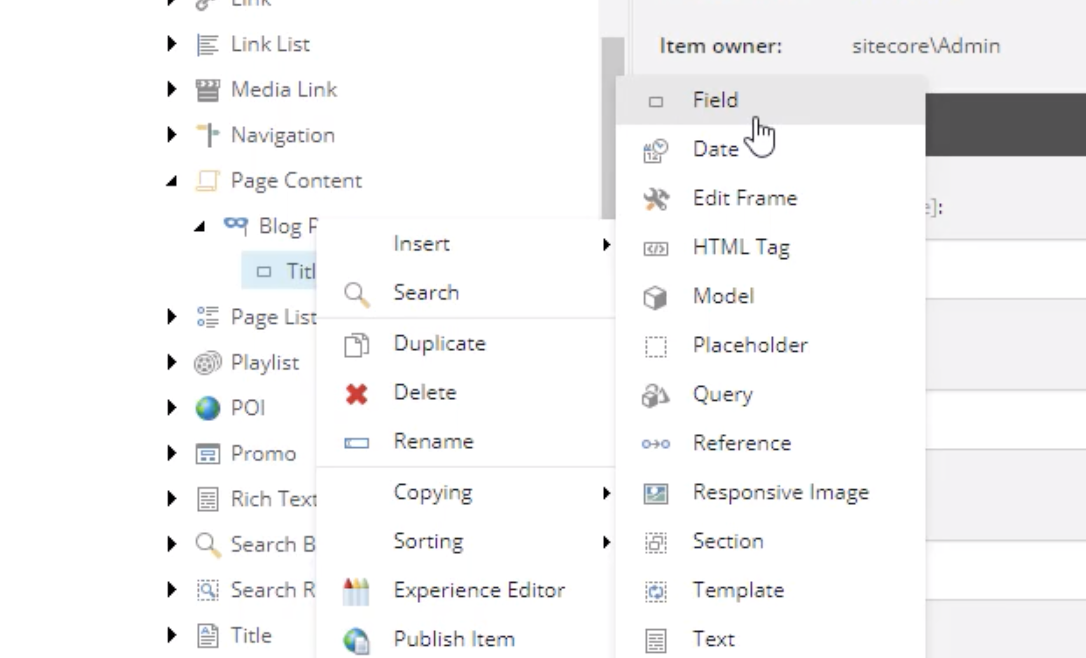 Link
Link List
Media Link
Navigation
Page Content
Blog P
Titl
Page List
Playlist
POI
Promo
Rich Text
Search B
Search R
Title
Insert
Search
Duplicate
Delete
Rename
Copying
Sorting
Experience Editor
Publish Item
Item owner: sitecore\Admin
Field
Date
Edit Frame
HTML Tag
Model
Placeholder
Query
Reference
Responsive Image
Section
Template
Text
e]: